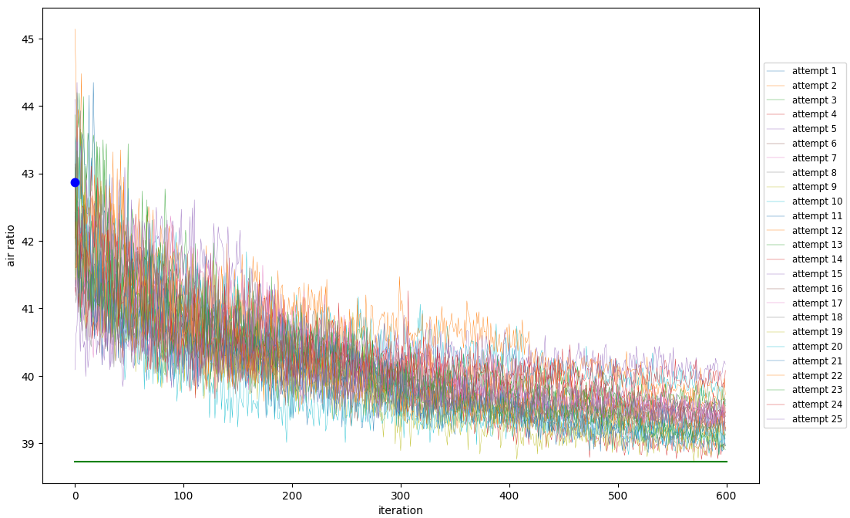 45
44
43
42
41
40
39
air ratio
0 100 200 300 400 500 600
iteration
attempt 1
attempt 2
attempt 3
attempt 4
attempt 5
attempt 6
attempt 7
attempt 8
attempt 9
attempt 10
attempt 11
attempt 12
attempt 13
attempt 14
attempt 15
attempt 16
attempt 17
attempt 18
attempt 19
attempt 20
attempt 21
attempt 22
attempt 23
attempt 24
attempt 25